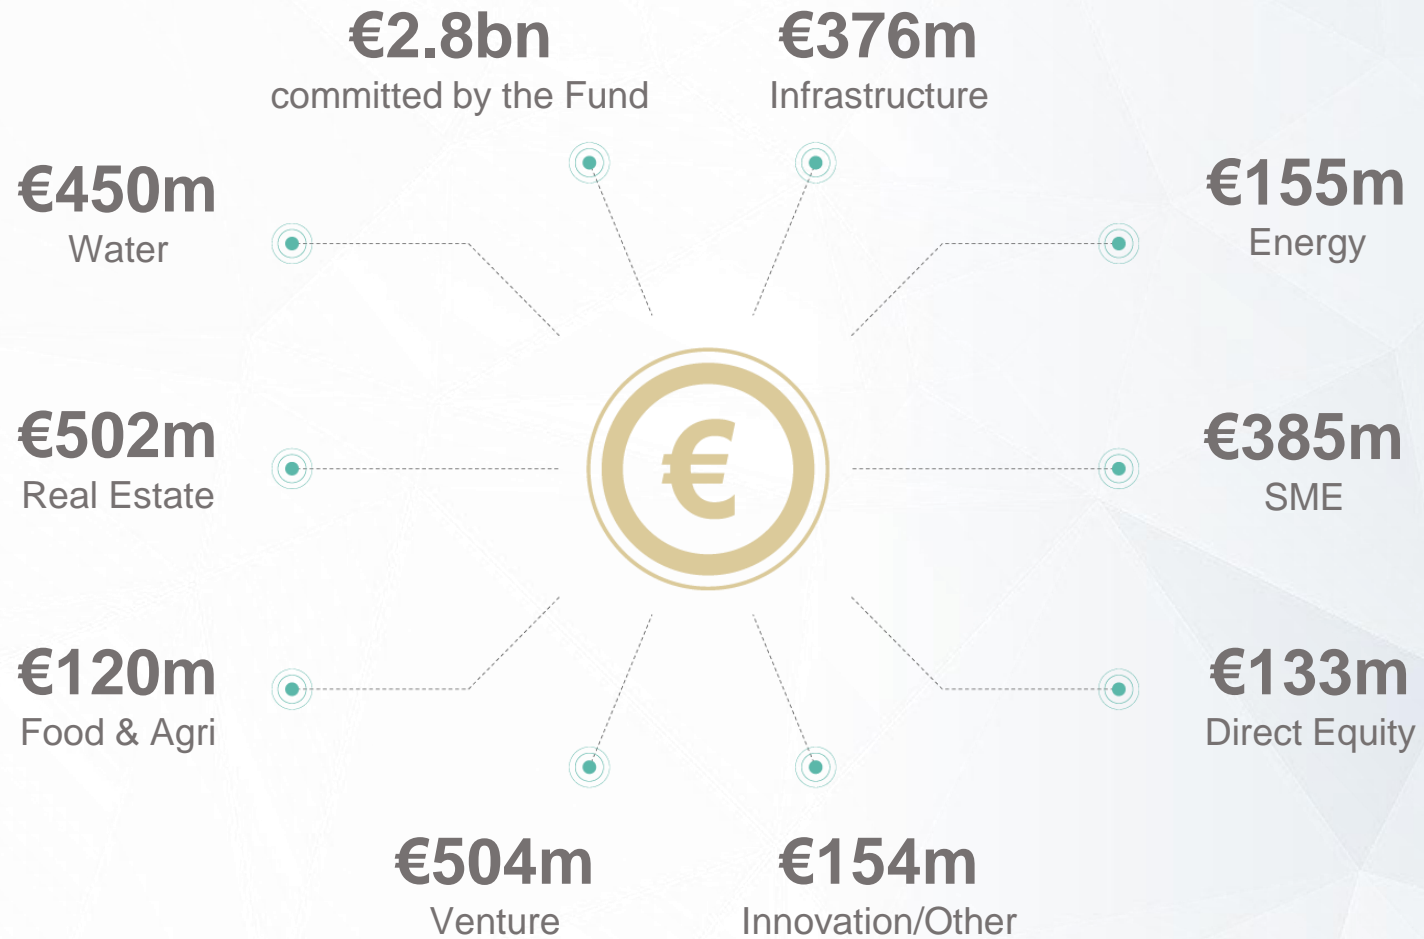 €2.8bn
committed by the Fund
€376m
Infrastructure
€450m
Water
€155m
Energy
€502m
Real Estate
€
€385m
SME
€120m
Food & Agri
€133m
Direct Equity
€504m
Venture
€154m
Innovation/Other